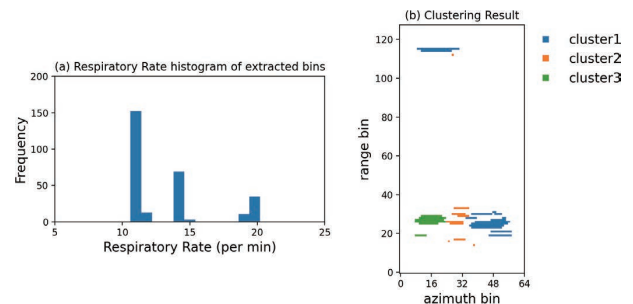 (a) Respiratory Rate histogram of extracted bins
200
150
100
50
0
Frequency
5
10
15
20
25
Respiratory Rate (per min)
(b) Clustering Result
120
100
80
60
40
20
0
range bin
0
16
32
48
64
azimuth bin
cluster1
cluster2
cluster3